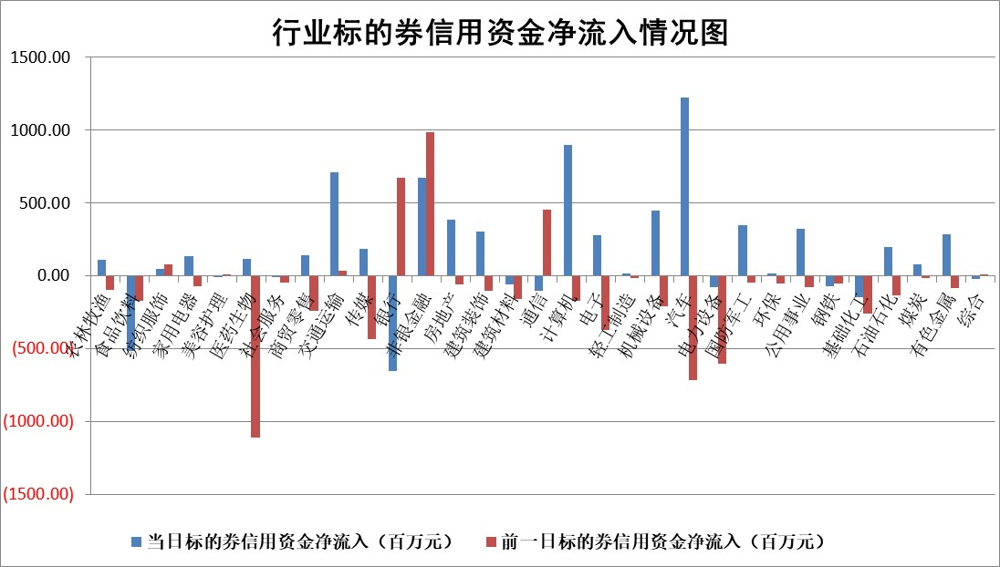 行业标的券信用资金净流入情况图
1500.00
1000.00
500.00
0.00
(500.00)
(1000.00)
(1500.00)
农林牧渔
食品饮料
纺织服饰
家用电器
美容护理
医药生物
社会服务
商贸零售
交通运输
传媒
银行
非银金融
房地产
建筑装饰
建筑材料
通信
计算机
电子
轻工制造
机械设备
汽车
电力设备
国防军工
环保
公用事业
钢铁
基础化工
石油石化
煤炭
有色金属
综合
当日标的券信用资金净流入（百万元）
前一日标的券信用资金净流入（百万元）